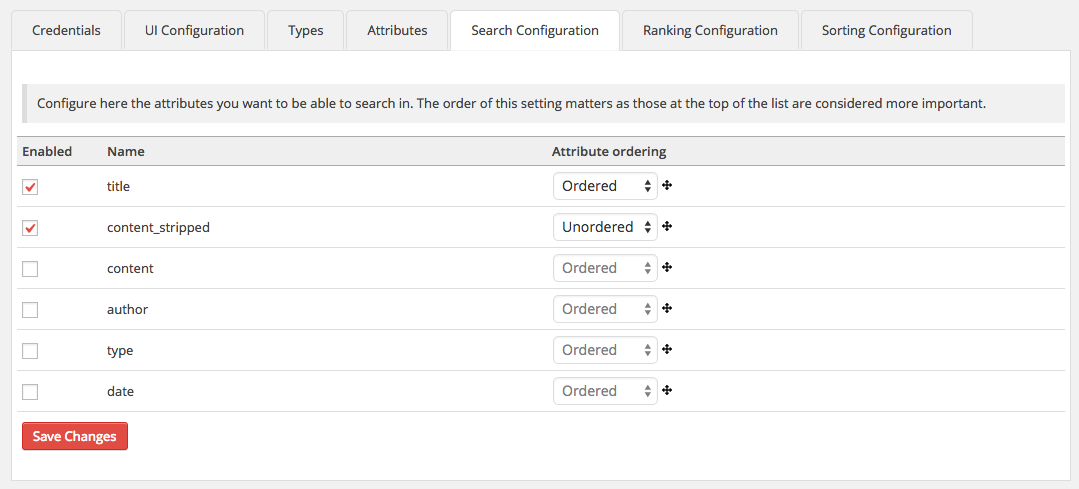 Credentials UI Configuration Types Attributes Search Configuration Ranking Configuration Sorting Configuration
Configure here the attributes you want to be able to search in. The order of this setting matters as those at the top of the list are considered more important.
Enabled Name Attribute ordering
title Ordered
content_stripped Unordered
content Ordered
author Ordered
type Ordered
date Ordered
Save Changes